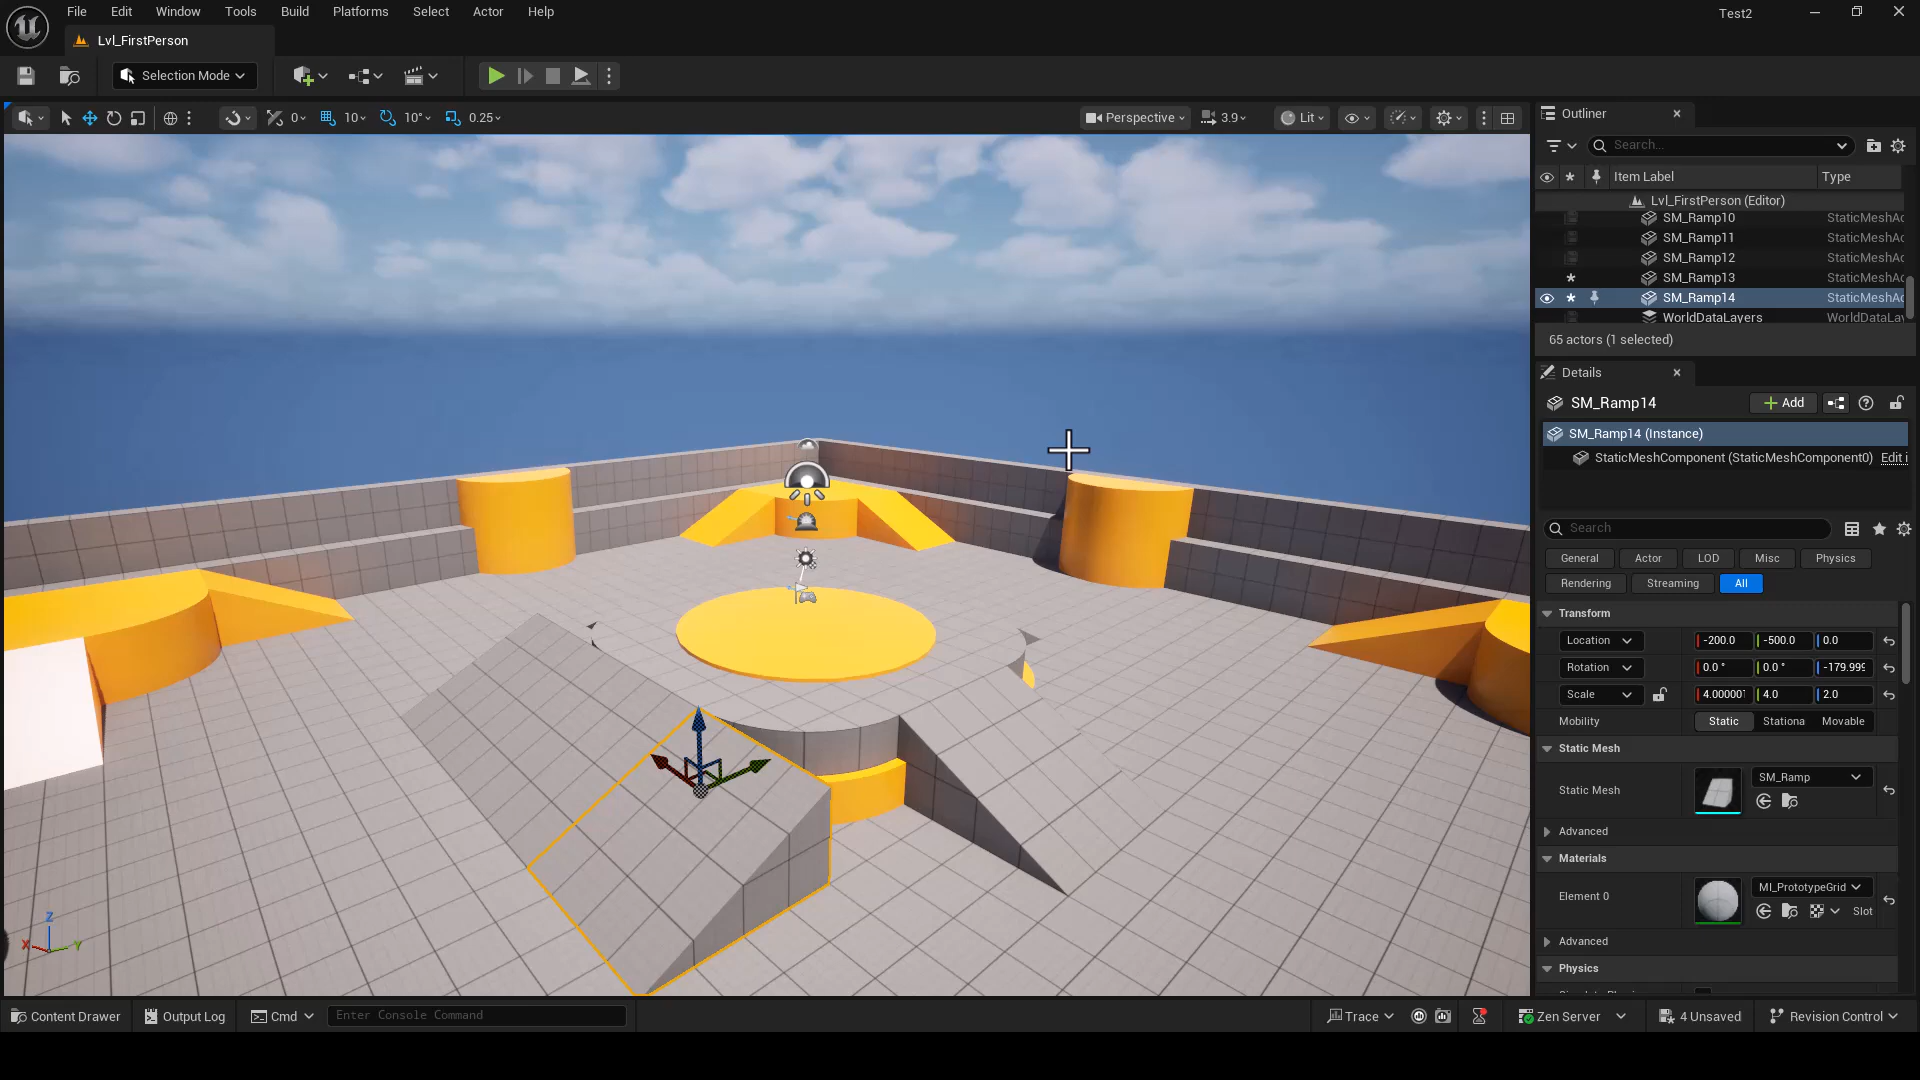 File Edit Window Tools Build Platforms Select Actor Help
Test2
Lvl_FirstPerson
Selection Mode
0 10 10° 0.25
Perspective 3.9 Lit
Outliner
Search...
Item Label Type
Lvl_FirstPerson (Editor)
SM_Ramp10 StaticMeshAc
SM_Ramp11 StaticMeshAc
SM_Ramp12 StaticMeshAc
SM_Ramp13 StaticMeshAc
SM_Ramp14 StaticMeshAc
WorldDataLayers WorldDataLay
65 actors (1 selected)
Details
SM_Ramp14
Add
SM_Ramp14 (Instance)
StaticMeshComponent (StaticMeshComponent0) Edit i
Search
General Actor LOD Misc Physics
Rendering Streaming All
Transform
Location -200.0 -500.0 0.0
Rotation 0.0 ° 0.0 ° -179.999
Scale 4.000001 4.0 2.0
Mobility Static Stationa Movable
Static Mesh
Static Mesh SM_Ramp
Advanced
Materials
Element 0 MI_PrototypeGrid
Slot
Advanced
Physics
Z
X Y
Content Drawer Output Log Cmd Enter Console Command
Trace Zen Server 4 Unsaved Revision Control